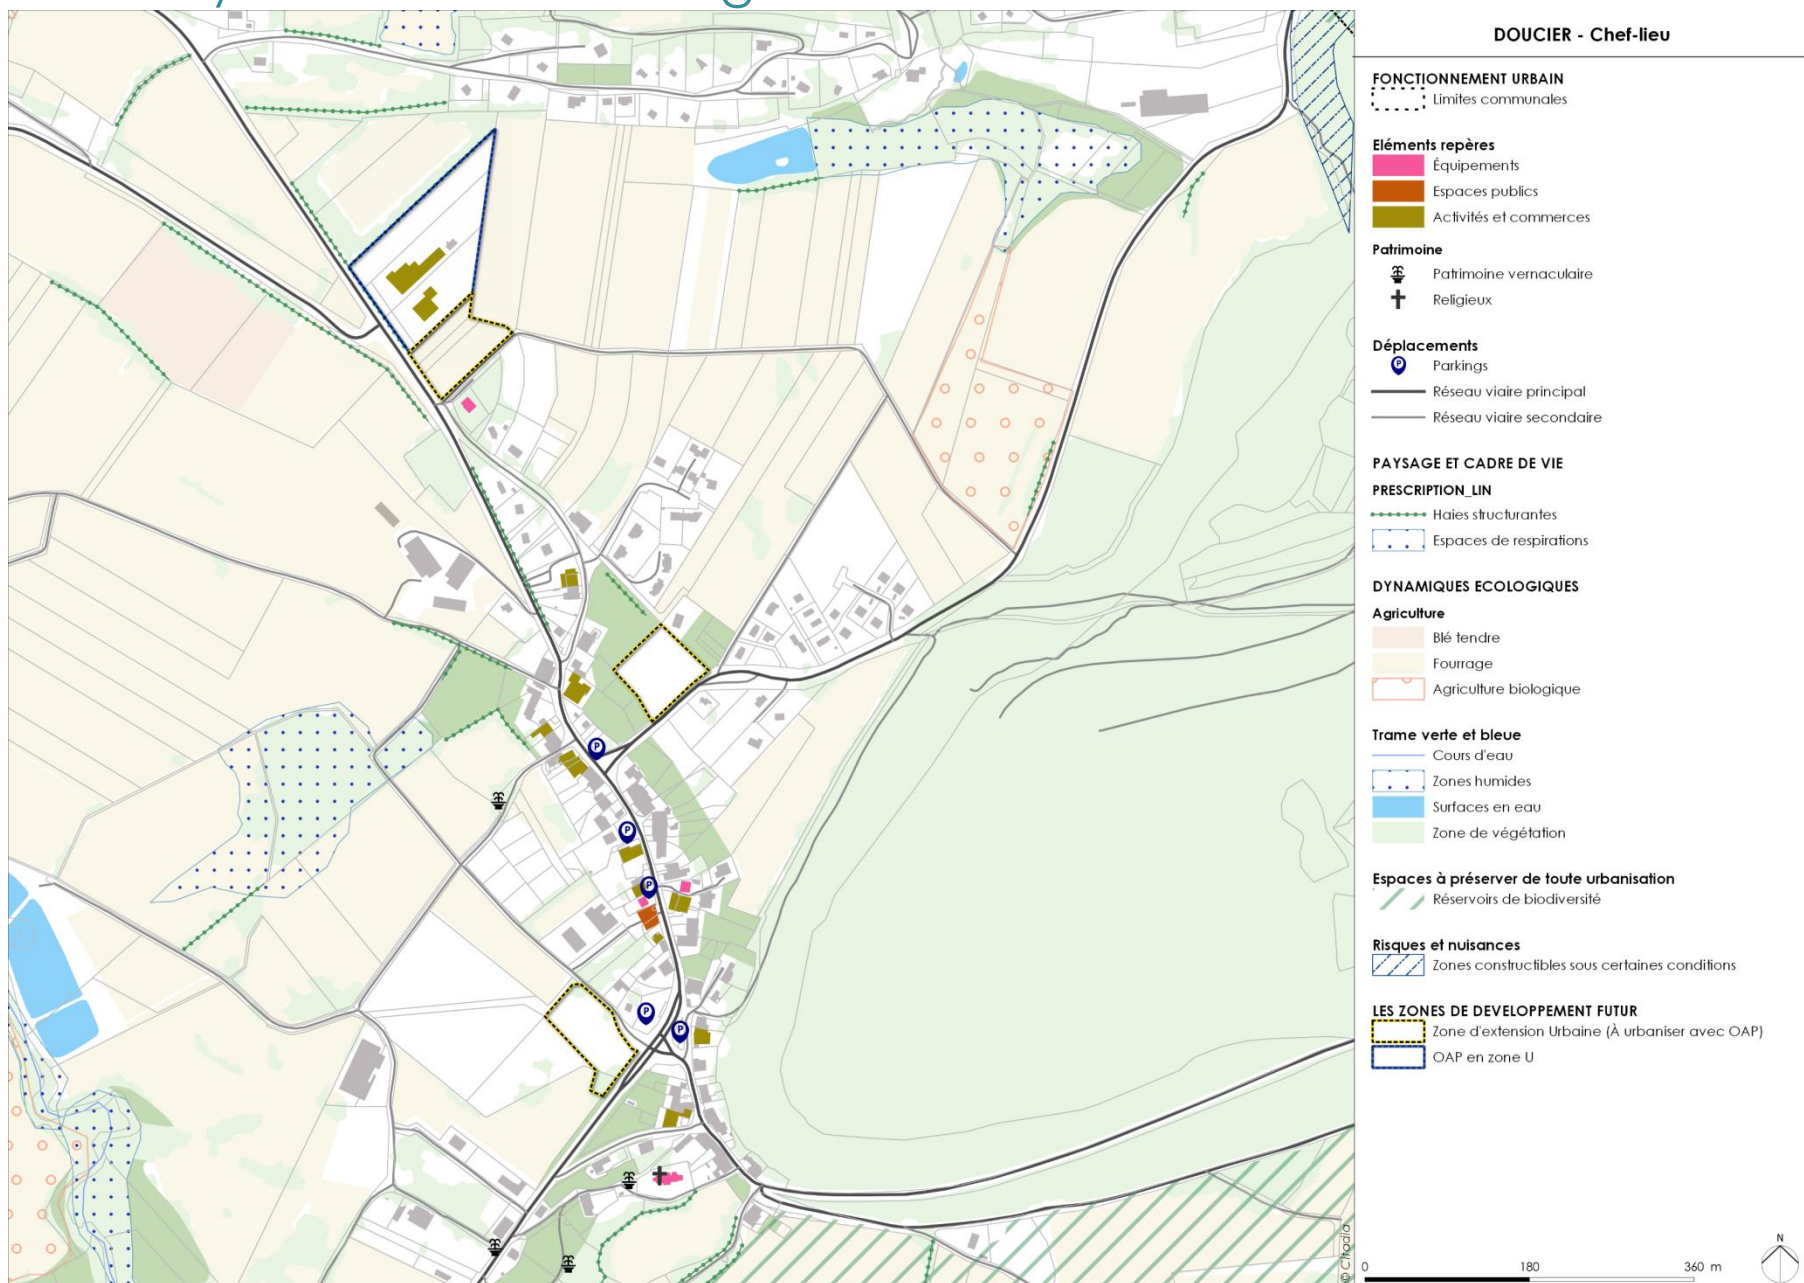 DOUCIER - Chef-lieu
FONCTIONNEMENT URBAIN
Limites communales
Eléments repères
Équipements
Espaces publics
Activités et commerces
Patrimoine
Patrimoine vernaculaire
Religieux
Déplacements
P Parkings
Réseau viaire principal
Réseau viaire secondaire
PAYSAGE ET CADRE DE VIE
PRESCRIPTION_LIN
Haies structurantes
Espaces de respirations
DYNAMIQUES ECOLOGIQUES
Agriculture
Blé tendre
Fourrage
Agriculture biologique
Trame verte et bleue
Cours d'eau
Zones humides
Surfaces en eau
Zone de végétation
Espaces à préserver de toute urbanisation
Réservoirs de biodiversité
Risques et nuisances
Zones constructibles sous certaines conditions
LES ZONES DE DEVELOPPEMENT FUTUR
Zone d'extension Urbaine (À urbaniser avec OAP)
OAP en zone U
P
P
P
P
P
© Citadia
N
0 180 360 m